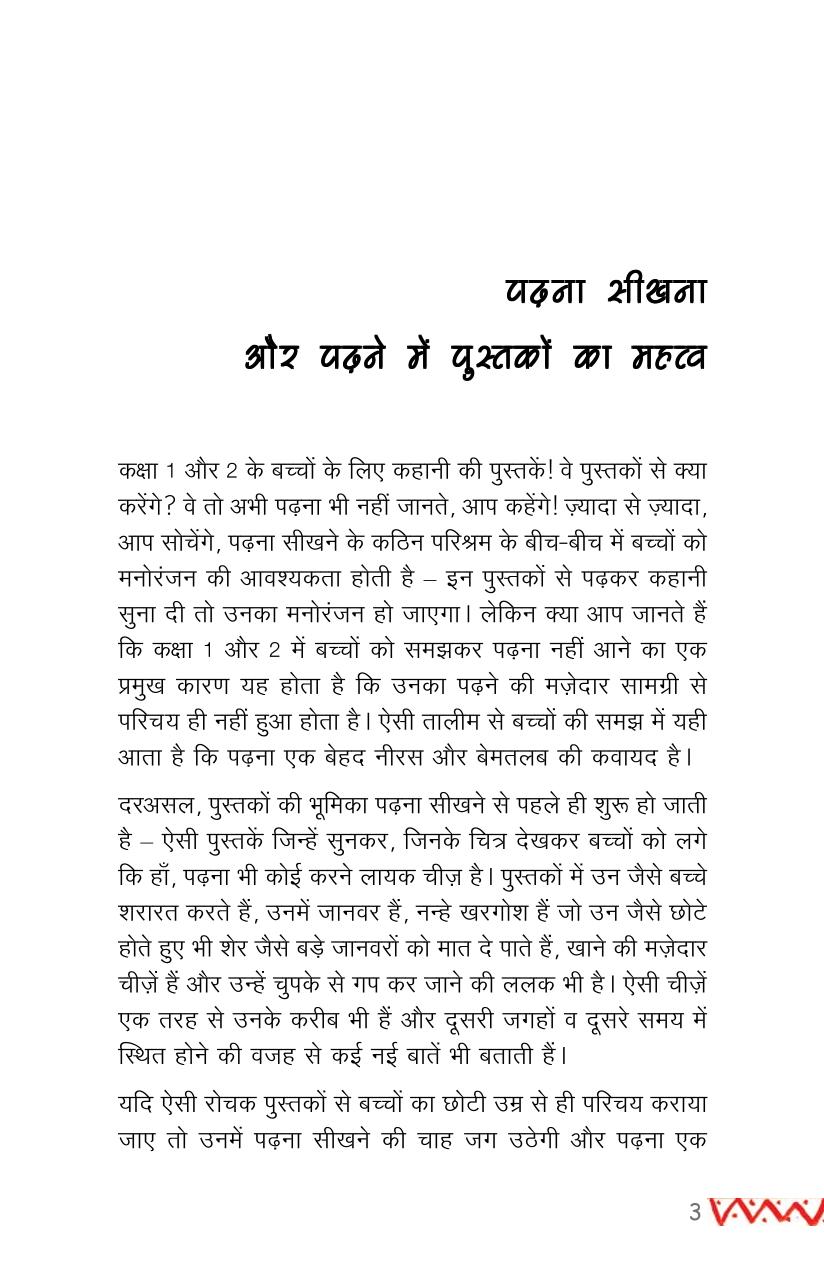 पढ़ना सीखना
और पढ़ने में पुस्तकों का महत्व
कक्षा 1 और 2 के बच्चों के लिए कहानी की पुस्तकें! वे पुस्तकों से क्या
करेंगे? वे तो अभी पढ़ना भी नहीं जानते, आप कहेंगे! ज़्यादा से ज़्यादा,
आप सोचेंगे, पढ़ना सीखने के कठिन परिश्रम के बीच-बीच में बच्चों को
मनोरंजन की आवश्यकता होती है – इन पुस्तकों से पढ़कर कहानी
सुना दी तो उनका मनोरंजन हो जाएगा। लेकिन क्या आप जानते हैं
कि कक्षा 1 और 2 में बच्चों को समझकर पढ़ना नहीं आने का एक
प्रमुख कारण यह होता है कि उनका पढ़ने की मज़ेदार सामग्री से
परिचय ही नहीं हुआ होता है। ऐसी तालीम से बच्चों की समझ में यही
आता है कि पढ़ना एक बेहद नीरस और बेमतलब की कवायद है।
दरअसल, पुस्तकों की भूमिका पढ़ना सीखने से पहले ही शुरू हो जाती
है – ऐसी पुस्तकें जिन्हें सुनकर, जिनके चित्र देखकर बच्चों को लगे
कि हाँ, पढ़ना भी कोई करने लायक चीज़ है। पुस्तकों में उन जैसे बच्चे
शरारत करते हैं, उनमें जानवर हैं, नन्हे खरगोश हैं जो उन जैसे छोटे
होते हुए भी शेर जैसे बड़े जानवरों को मात दे पाते हैं, खाने की मज़ेदार
चीज़ें हैं और उन्हें चुपके से गप कर जाने की ललक भी है। ऐसी चीज़ें
एक तरह से उनके करीब भी हैं और दूसरी जगहों व दूसरे समय में
स्थित होने की वजह से कई नई बातें भी बताती हैं।
यदि ऐसी रोचक पुस्तकों से बच्चों का छोटी उम्र से ही परिचय कराया
जाए तो उनमें पढ़ना सीखने की चाह जग उठेगी और पढ़ना एक
3